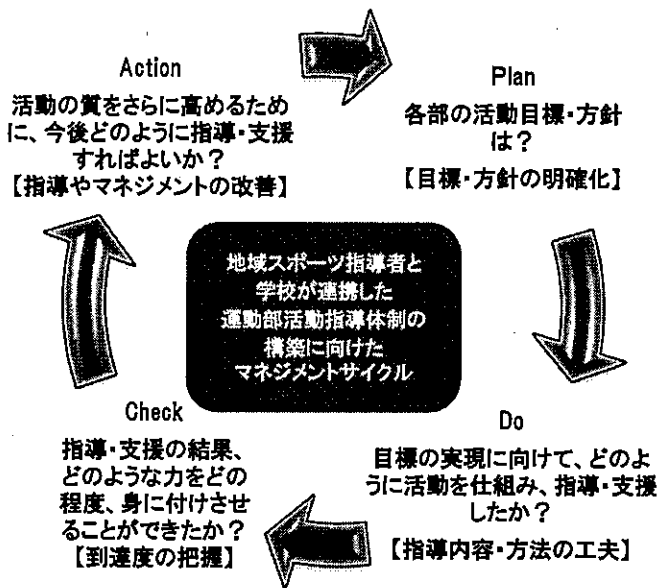 Action
活動の質をさらに高めるため
に、今後どのように指導・支援
すればよいか？
【指導やマネジメントの改善】
Plan
各部の活動目標・方針
は？
【目標・方針の明確化】
地域スポーツ指導者と
学校が連携した
運動部活動指導体制の
構築に向けた
マネジメントサイクル
Check
指導・支援の結果、
どのような力をどの
程度、身に付けさせ
ることができたか？
【到達度の把握】
Do
目標の実現に向けて、どのよ
うに活動を仕組み、指導・支援
したか？
【指導内容・方法の工夫】